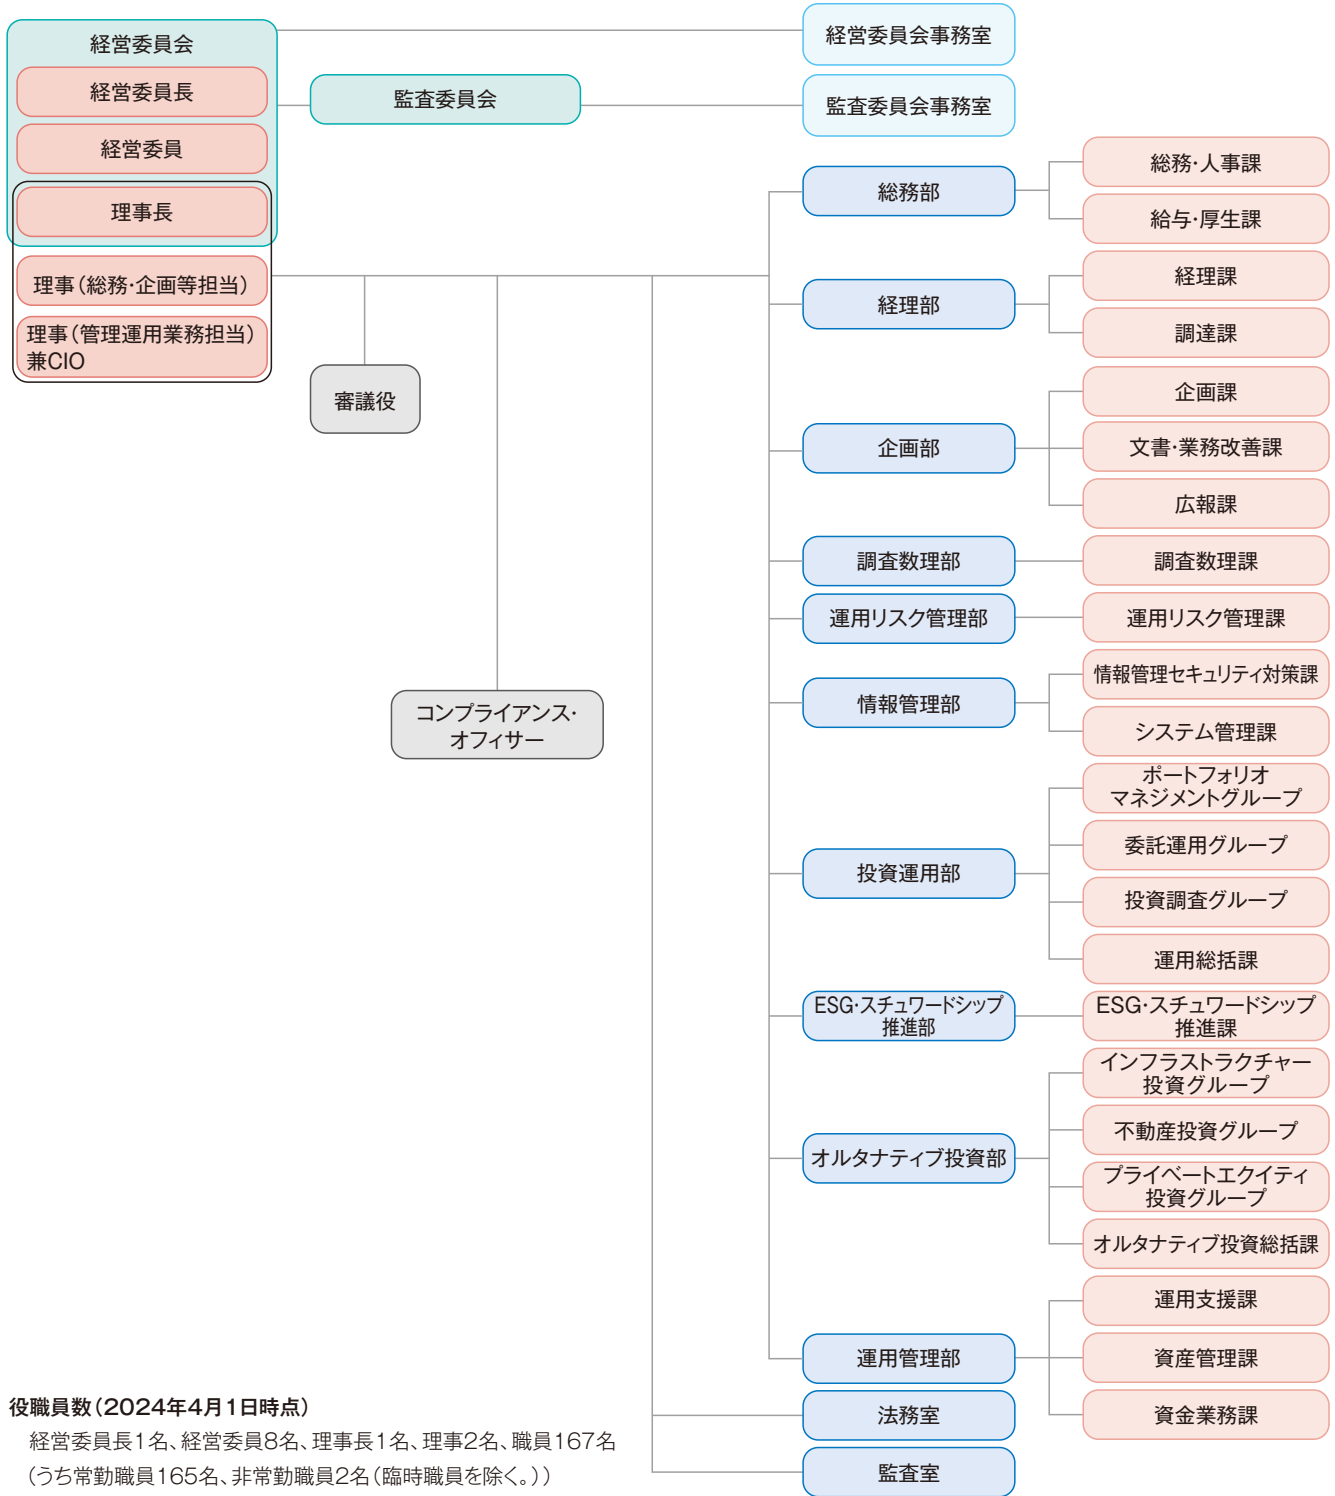 経営委員会
経営委員長
経営委員
理事長
理事(総務・企画等担当)
理事(管理運用業務担当)
兼CIO
監査委員会
審議役
コンプライアンス・
オフィサー
経営委員会事務室
監査委員会事務室
総務部
総務・人事課
給与・厚生課
経理部
経理課
調達課
企画部
企画課
文書・業務改善課
広報課
調査数理部
調査数理課
運用リスク管理部
運用リスク管理課
情報管理部
情報管理セキュリティ対策課
システム管理課
投資運用部
ポートフォリオ
マネジメントグループ
委託運用グループ
投資調査グループ
運用総括課
ESG・スチュワードシップ
推進部
ESG・スチュワードシップ
推進課
オルタナティブ投資部
インフラストラクチャー
投資グループ
不動産投資グループ
プライベートエクイティ
投資グループ
オルタナティブ投資総括課
運用管理部
運用支援課
資産管理課
資金業務課
法務室
監査室
役職員数(2024年4月1日時点)
経営委員長1名、経営委員8名、理事長1名、理事2名、職員167名
(うち常勤職員165名、非常勤職員2名(臨時職員を除く。))